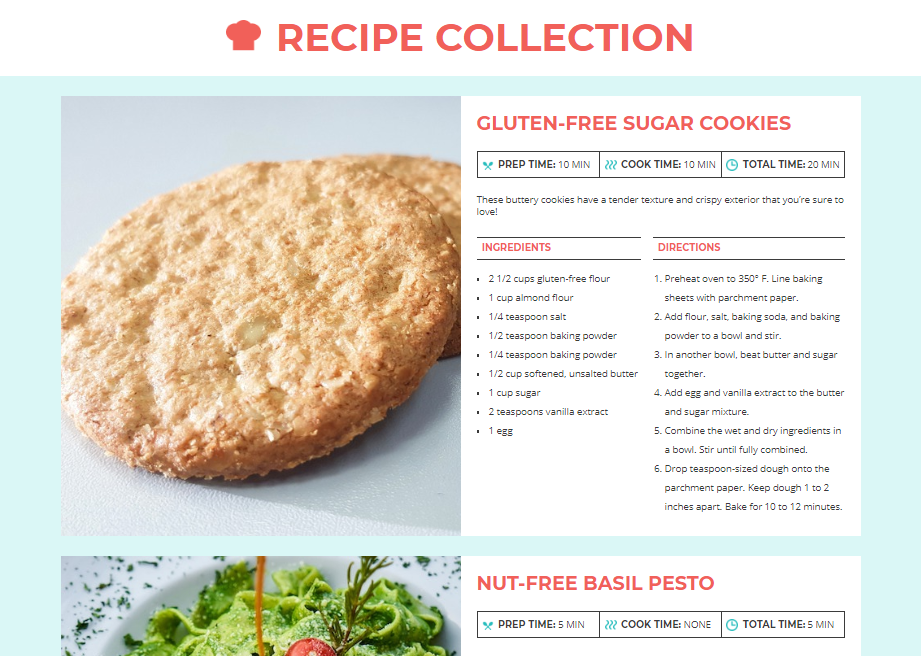 RECIPE COLLECTION
GLUTEN-FREE SUGAR COOKIES
PREP TIME: 10 MIN COOK TIME: 10 MIN TOTAL TIME: 20 MIN
These buttery cookies have a tender texture and crispy exterior that you're sure to
love!
INGREDIENTS
2 1/2 cups gluten-free flour
1 cup almond flour
1/4 teaspoon salt
1/2 teaspoon baking powder
1/4 teaspoon baking powder
1/2 cup softened, unsalted butter
1 cup sugar
2 teaspoons vanilla extract
1 egg
DIRECTIONS
1. Preheat oven to 350° F. Line baking
sheets with parchment paper.
2. Add flour, salt, baking soda, and baking
powder to a bowl and stir.
3. In another bowl, beat butter and sugar
together.
4. Add egg and vanilla extract to the butter
and sugar mixture.
5. Combine the wet and dry ingredients in
a bowl. Stir until fully combined.
6. Drop teaspoon-sized dough onto the
parchment paper. Keep dough 1 to 2
inches apart. Bake for 10 to 12 minutes.
NUT-FREE BASIL PESTO
PREP TIME: 5 MIN COOK TIME: NONE TOTAL TIME: 5 MIN